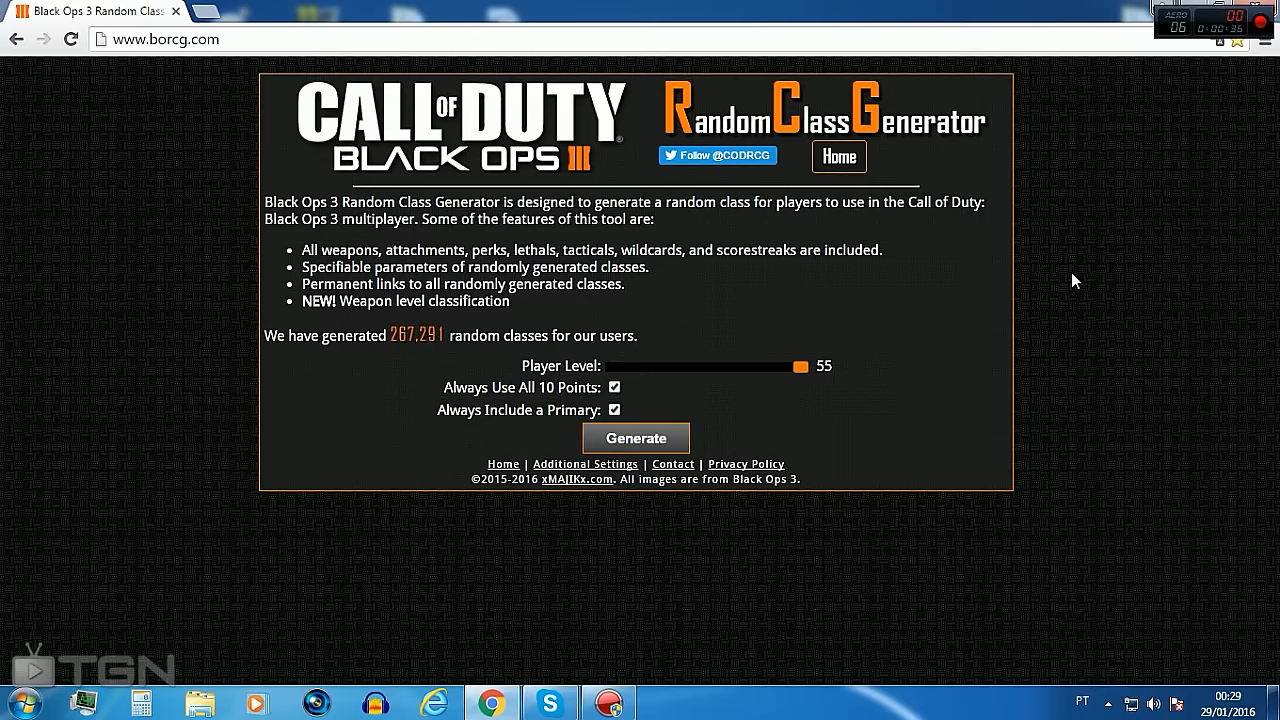 Black Ops 3 Random Class
AERO
00
06
0:00:36
www.borcg.com
CALL OF DUTY
BLACK OPS III
RandomClassGenerator
Follow @CODRCG
Home
Black Ops 3 Random Class Generator is designed to generate a random class for players to use in the Call of Duty:
Black Ops 3 multiplayer. Some of the features of this tool are:
All weapons, attachments, perks, lethals, tacticals, wildcards, and scorestreaks are included.
Specifiable parameters of randomly generated classes.
Permanent links to all randomly generated classes.
NEW! Weapon level classification
We have generated 267,291 random classes for our users.
Player Level: 55
Always Use All 10 Points:
Always Include a Primary:
Generate
Home | Additional Settings | Contact | Privacy Policy
©2015-2016 xMAJIKx.com. All images are from Black Ops 3.
TGN
PT
00:29
29/01/2016